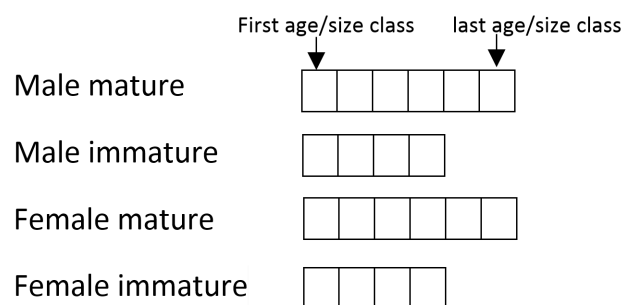 First age/size class last age/size class
Male mature
Male immature
Female mature
Female immature